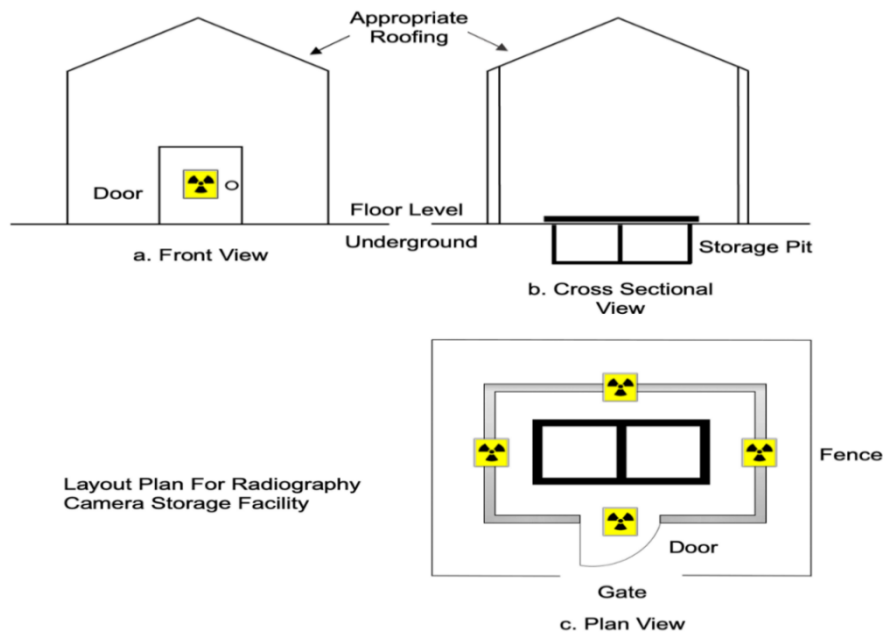 Appropriate
Roofing
Door
Floor Level
Underground
Storage Pit
a. Front View
b. Cross Sectional
View
Fence
Layout Plan For Radiography
Camera Storage Facility
Door
Gate
c. Plan View